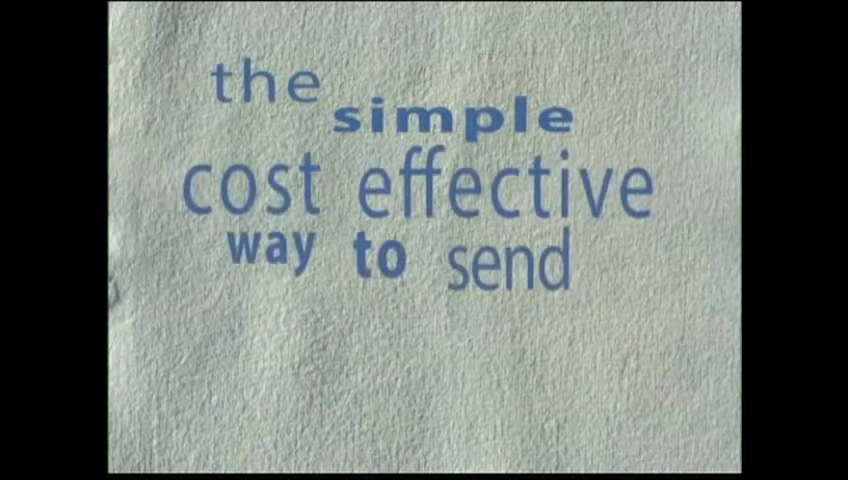 the simple
cost effective
way to send